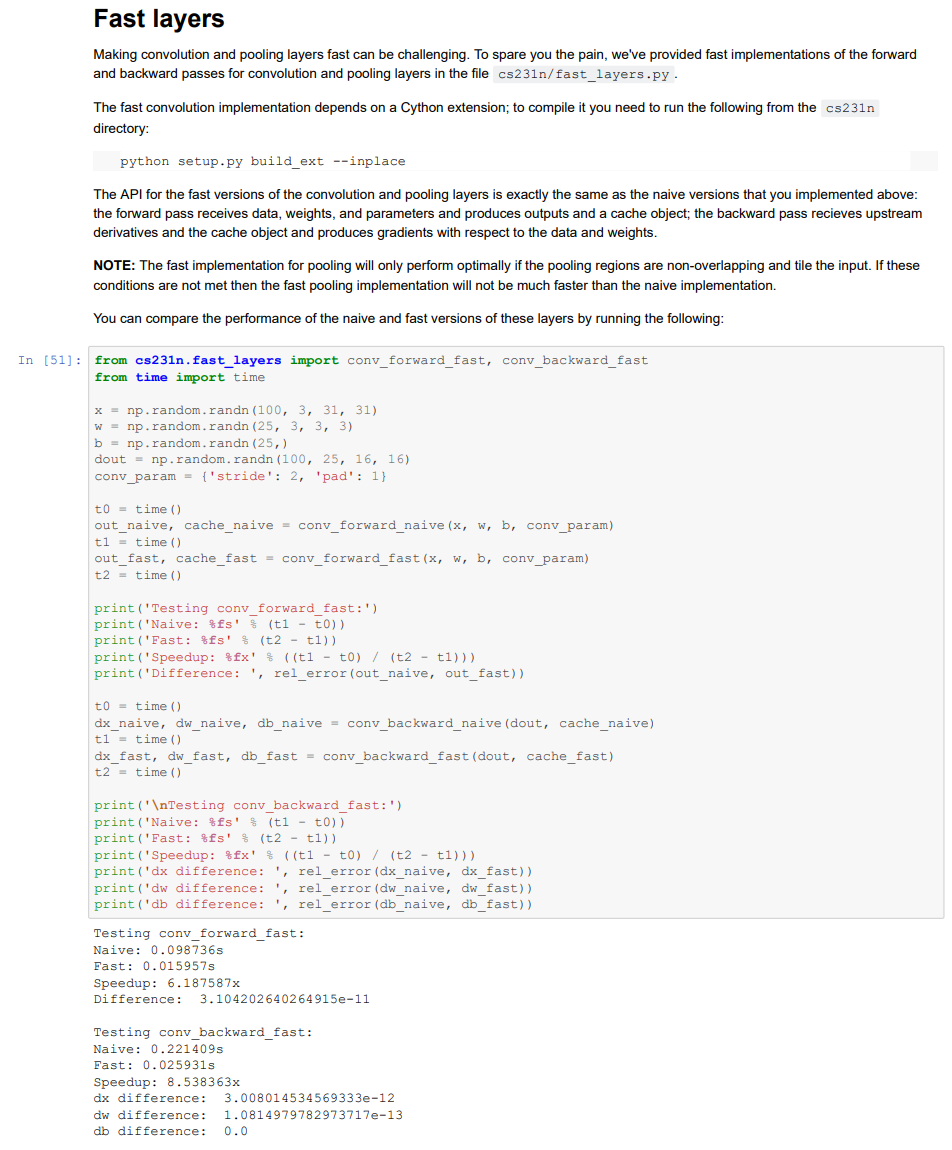 Fast layers
Making convolution and pooling layers fast can be challenging. To spare you the pain, we've provided fast implementations of the forward
and backward passes for convolution and pooling layers in the file cs231n/fast_layers.py .
The fast convolution implementation depends on a Cython extension; to compile it you need to run the following from the cs231n
directory:
python setup.py build_ext --inplace
The API for the fast versions of the convolution and pooling layers is exactly the same as the naive versions that you implemented above:
the forward pass receives data, weights, and parameters and produces outputs and a cache object; the backward pass recieves upstream
derivatives and the cache object and produces gradients with respect to the data and weights.
NOTE: The fast implementation for pooling will only perform optimally if the pooling regions are non-overlapping and tile the input. If these
conditions are not met then the fast pooling implementation will not be much faster than the naive implementation.
You can compare the performance of the naive and fast versions of these layers by running the following:
In [51]: from cs231n.fast_layers import conv_forward_fast, conv_backward_fast
from time import time
x = np.random.randn(100, 3, 31, 31)
w = np.random.randn(25, 3, 3, 3)
b = np.random.randn(25,)
dout = np.random.randn(100, 25, 16, 16)
conv_param = {'stride': 2, 'pad': 1}
t0 = time()
out_naive, cache_naive = conv_forward_naive(x, w, b, conv_param)
t1 = time()
out_fast, cache_fast = conv_forward_fast(x, w, b, conv_param)
t2 = time()
print('Testing conv_forward_fast:')
print('Naive: %fs' % (t1 - t0))
print('Fast: %fs' % (t2 - t1))
print('Speedup: %fx' % ((t1 - t0) / (t2 - t1)))
print('Difference: ', rel_error(out_naive, out_fast))
t0 = time()
dx_naive, dw_naive, db_naive = conv_backward_naive(dout, cache_naive)
t1 = time()
dx_fast, dw_fast, db_fast = conv_backward_fast(dout, cache_fast)
t2 = time()
print('\nTesting conv_backward_fast:')
print('Naive: %fs' % (t1 - t0))
print('Fast: %fs' % (t2 - t1))
print('Speedup: %fx' % ((t1 - t0) / (t2 - t1)))
print('dx difference: ', rel_error(dx_naive, dx_fast))
print('dw difference: ', rel_error(dw_naive, dw_fast))
print('db difference: ', rel_error(db_naive, db_fast))
Testing conv_forward_fast:
Naive: 0.098736s
Fast: 0.015957s
Speedup: 6.187587x
Difference:  3.104202640264915e-11
Testing conv_backward_fast:
Naive: 0.221409s
Fast: 0.025931s
Speedup: 8.538363x
dx difference:  3.008014534569333e-12
dw difference:  1.0814979782973717e-13
db difference:  0.0